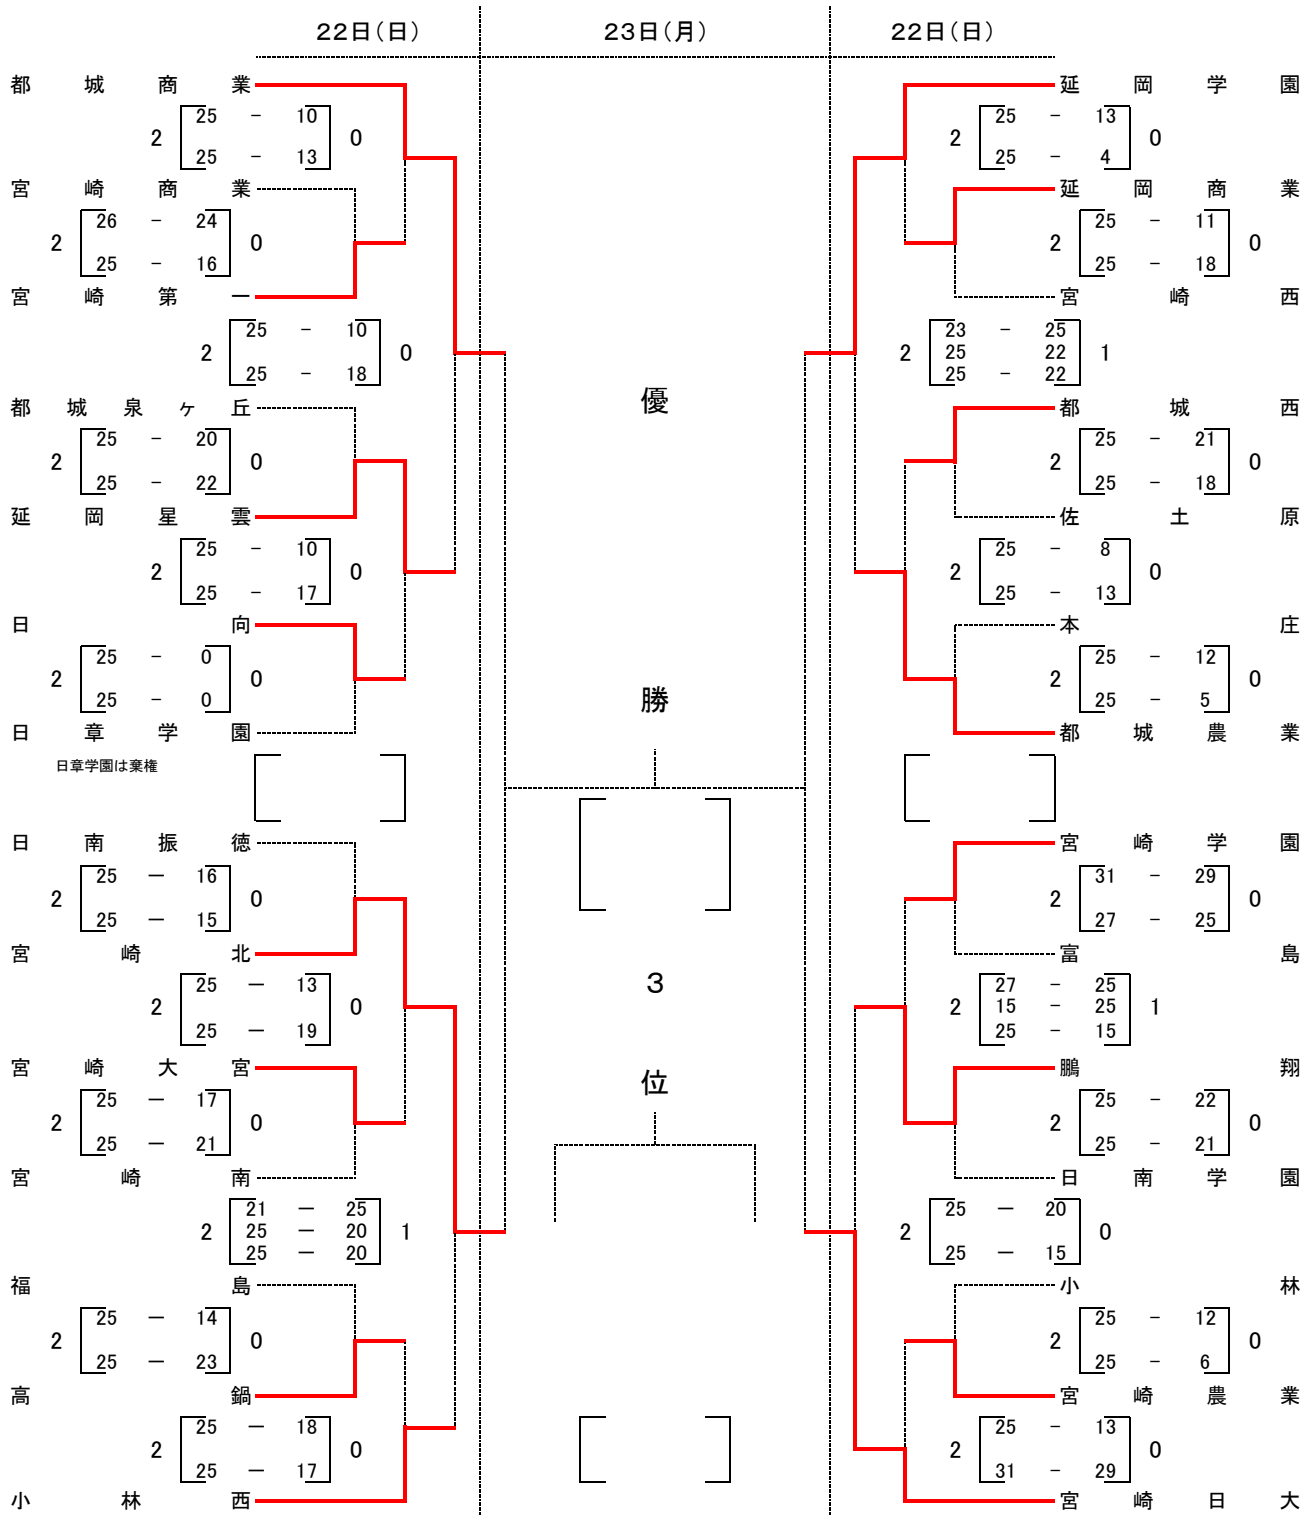 22日(日) 23日(月) 22日(日)
都城商業 延岡学園
25 - 10 25 - 13
2 0 2 0
25 - 13 25 - 4
宮崎商業 延岡商業
26 - 24 25 - 11
2 0 2 0
25 - 16 25 - 18
宮崎第一 宮崎西
25 - 10 23 - 25
2 0 2 25 22 1
25 - 18 25 - 22
優
都城泉ヶ丘 都城西
25 - 20 25 - 21
2 0 2 0
25 - 22 25 - 18
延岡星雲 佐土原
25 - 10 25 - 8
2 0 2 0
25 - 17 25 - 13
日向 本庄
25 - 0 25 - 12
2 0 2 0
25 - 0 25 - 5
勝
日章学園 都城農業
日章学園は棄権
日南振徳 宮崎学園
25 — 16 31 - 29
2 0 2 0
25 — 15 27 - 25
宮崎北 富島
3
25 — 13 27 - 25
2 0 2 15 - 25 1
25 — 19 25 - 15
宮崎大宮 鵬翔
位
25 — 17 25 - 22
2 0 2 0
25 — 21 25 - 21
宮崎南 日南学園
21 — 25 25 — 20
2 25 — 20 1 2 0
25 — 20 25 — 15
福島 小林
25 — 14 25 - 12
2 0 2 0
25 — 23 25 - 6
高鍋 宮崎農業
25 — 18 25 - 13
2 0 2 0
25 — 17 31 - 29
小林西 宮崎日大